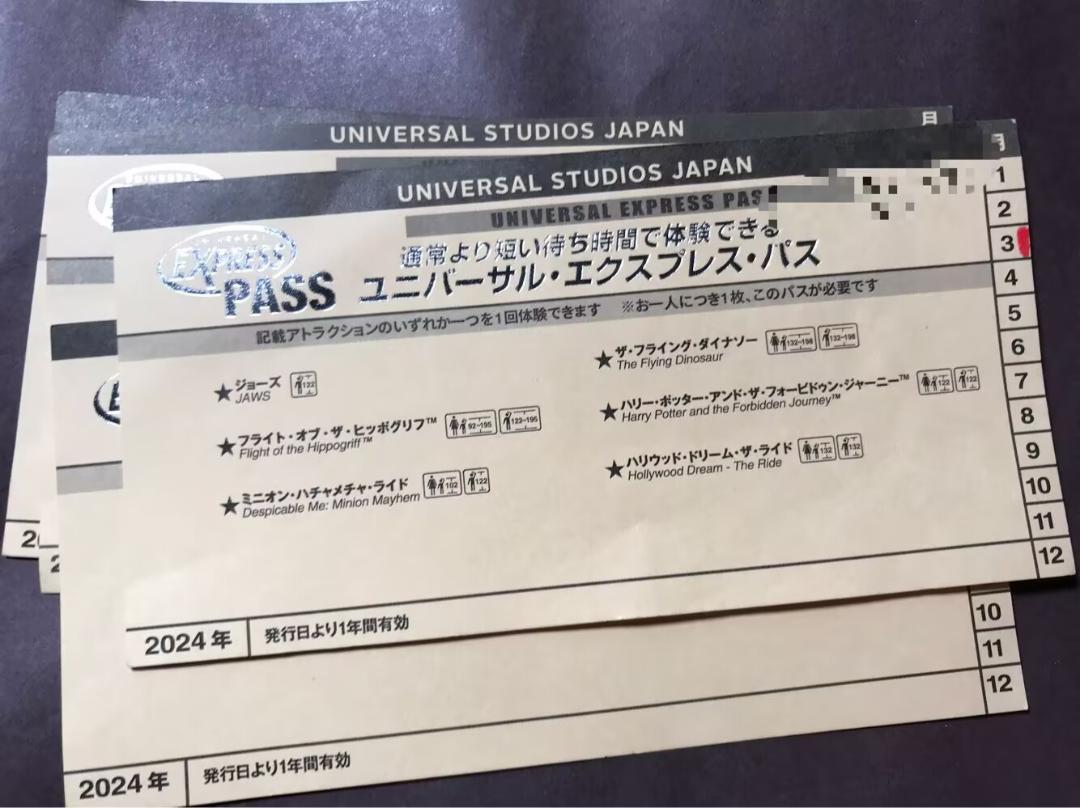 UNIVERSAL STUDIOS JAPAN
月
UNIVERSAL STUDIOS JAPAN
月
UNIVERSAL EXPRESS PAS
EXPRESS
PASS
通常より短い待ち時間で体験できる
ユニバーサル・エクスプレス・パス
記載アトラクションのいずれか一つを1回体験できます ※お一人につき1枚、このパスが必要です
★ジョーズ 122
JAWS
★フライト・オブ・ザ・ヒッポグリフ™ 92~195 122~195
Flight of the Hippogriff™
★ミニオン・ハチャメチャ・ライド 102 122
Despicable Me: Minion Mayhem
★ザ・フライング・ダイナソー 132~198 132~198
The Flying Dinosaur
★ハリー・ポッター・アンド・ザ・フォービドゥン・ジャーニー™ 122 122
Harry Potter and the Forbidden Journey™
★ハリウッド・ドリーム・ザ・ライド 132 132
Hollywood Dream - The Ride
1
2
3
4
5
6
7
8
9
10
11
12
2024年 発行日より1年間有効
10
11
12
2024年 発行日より1年間有効